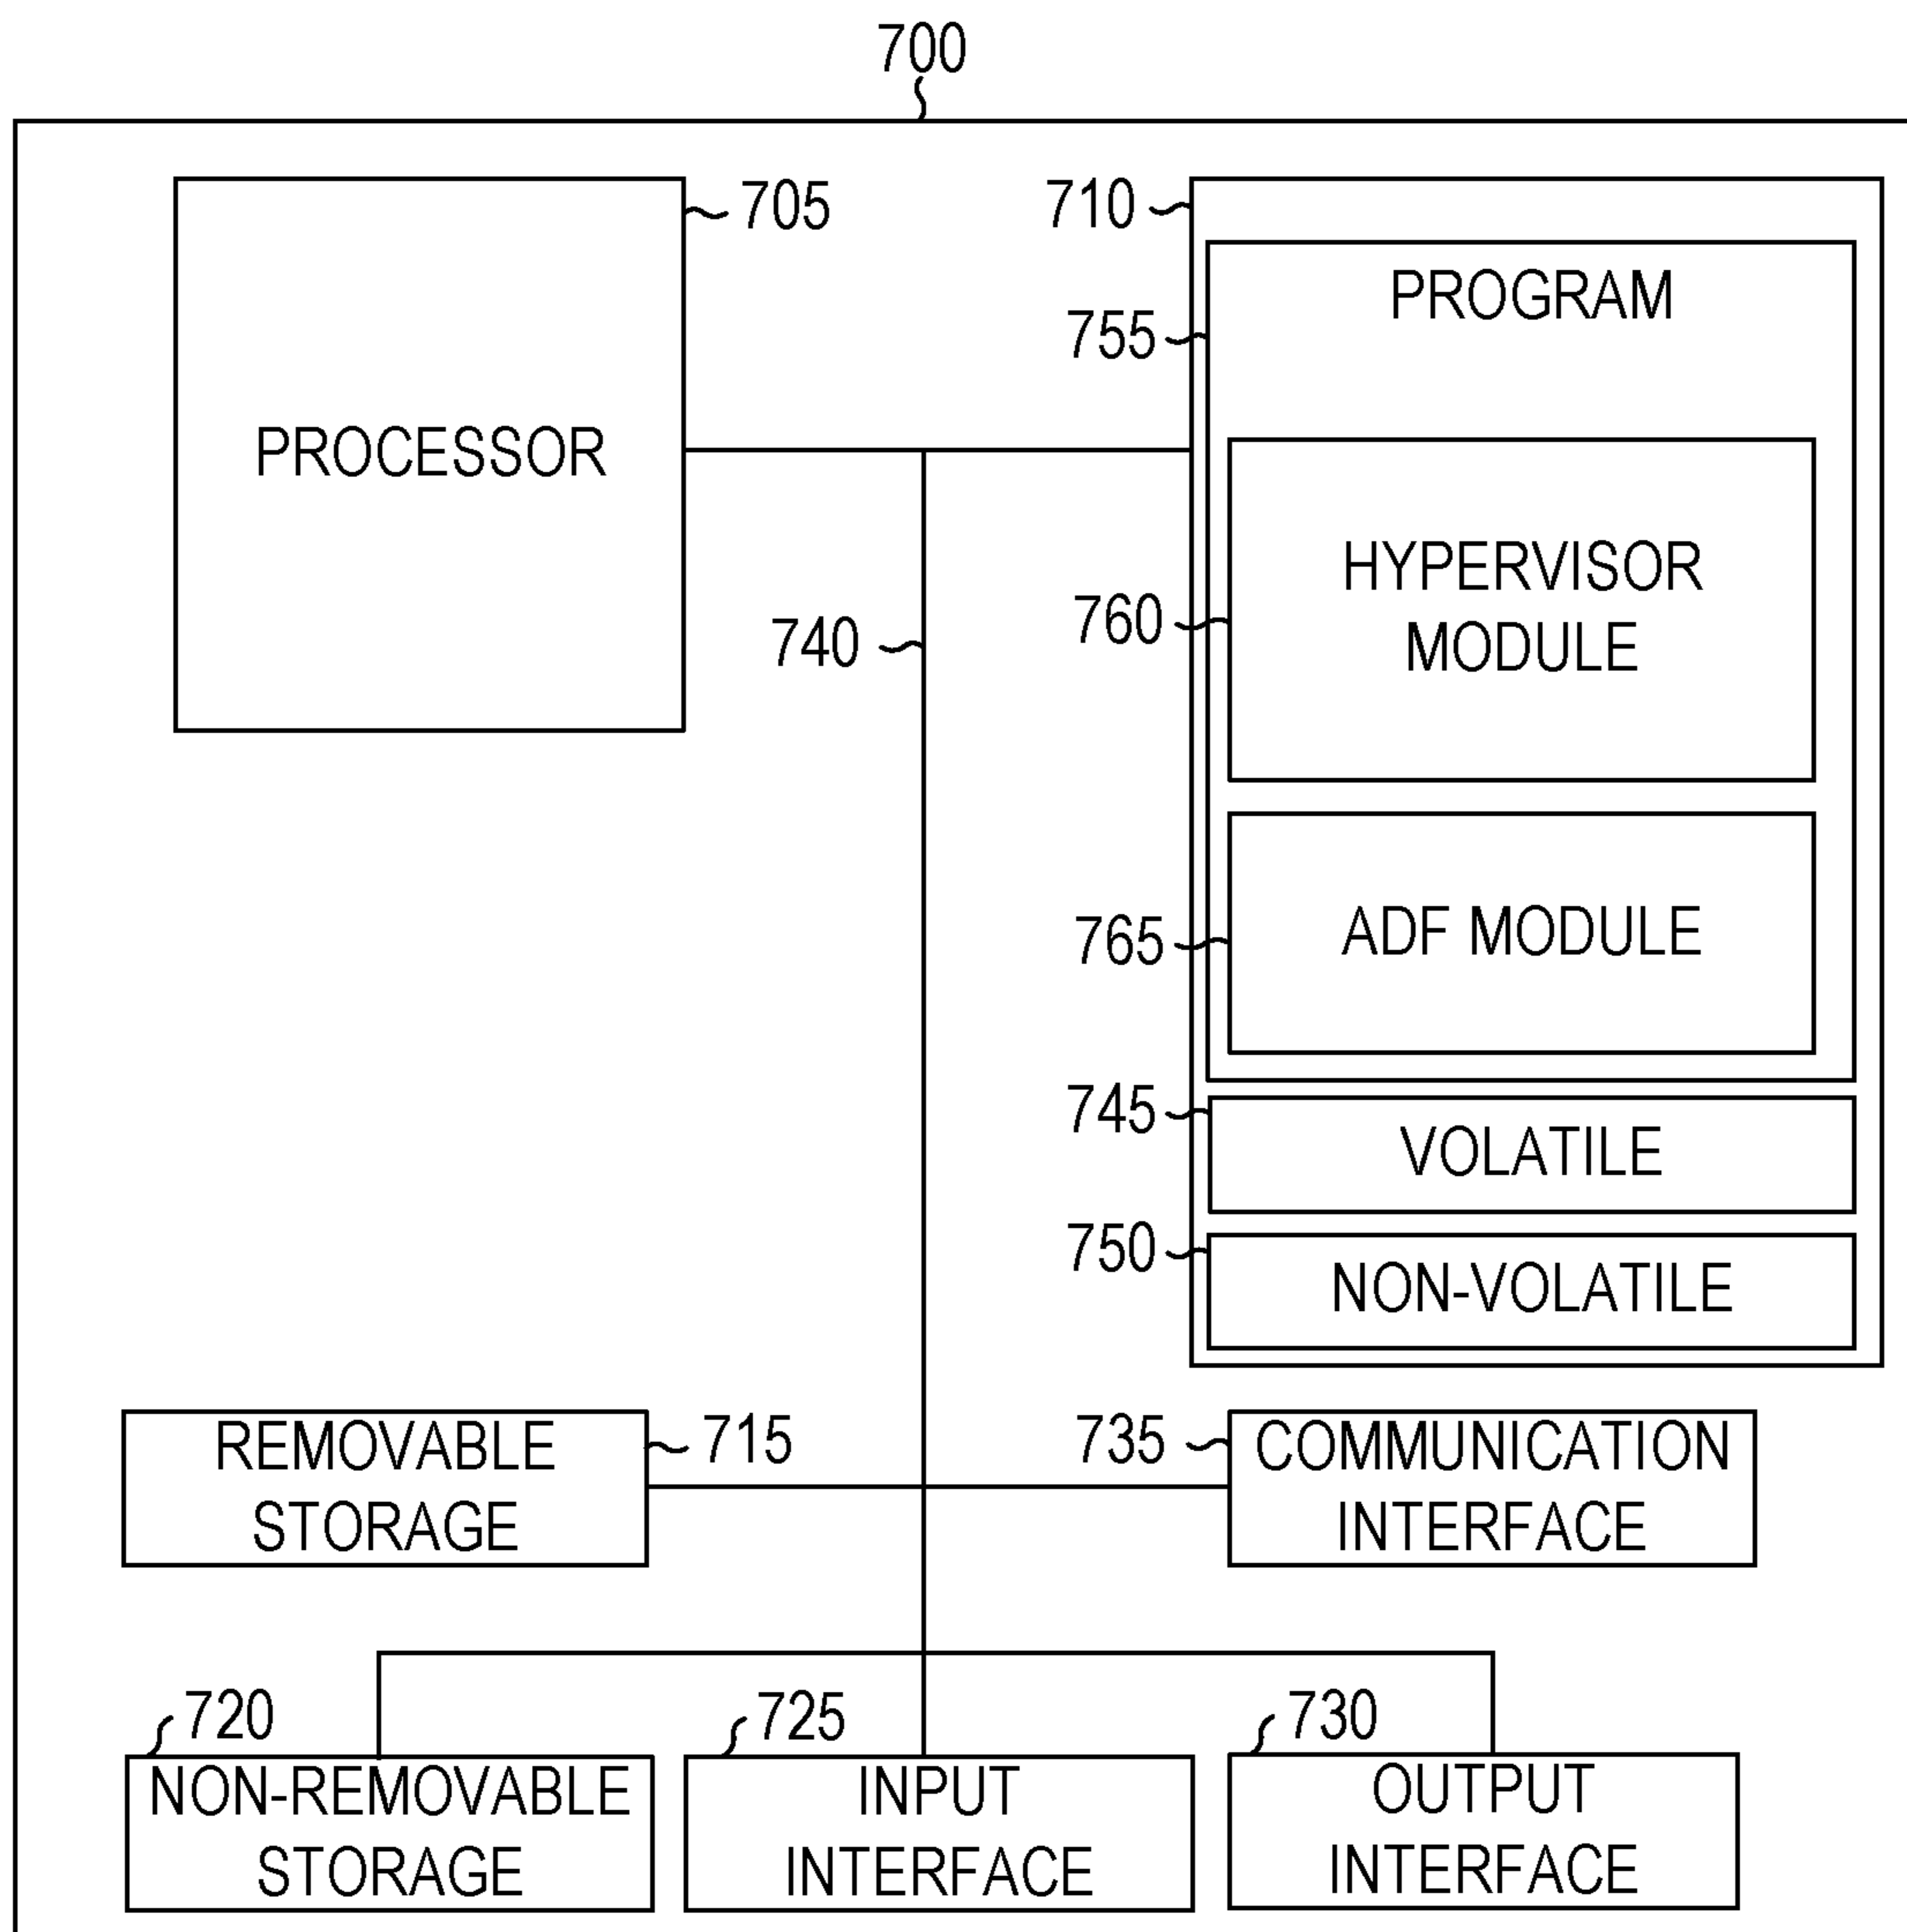 700
705
710
PROGRAM
755
PROCESSOR
HYPERVISOR
MODULE
760
740
ADF MODULE
765
745
VOLATILE
750
NON-VOLATILE
REMOVABLE
STORAGE
715
735
COMMUNICATION
INTERFACE
720
NON-REMOVABLE
STORAGE
725
INPUT
INTERFACE
730
OUTPUT
INTERFACE